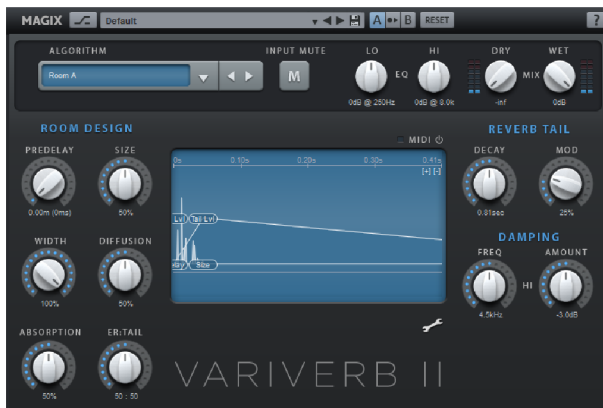 MAGIX Default A B RESET ?
ALGORITHM INPUT MUTE LO HI DRY WET
Room A M EQ MIX
0dB @ 250Hz 0dB @ 8.0k -inf 0dB
ROOM DESIGN REVERB TAIL
MIDI
PREDELAY SIZE DECAY MOD
0s 0.10s 0.20s 0.30s 0.41s
[+] [-]
0.00m (0ms) 50% 0.81sec 25%
Lvl Tail Lvl
WIDTH DIFFUSION DAMPING
FREQ AMOUNT
Size
HI
100% 50% 4.5kHz -3.0dB
ABSORPTION ER:TAIL
VARIVERB II
50% 50 : 50